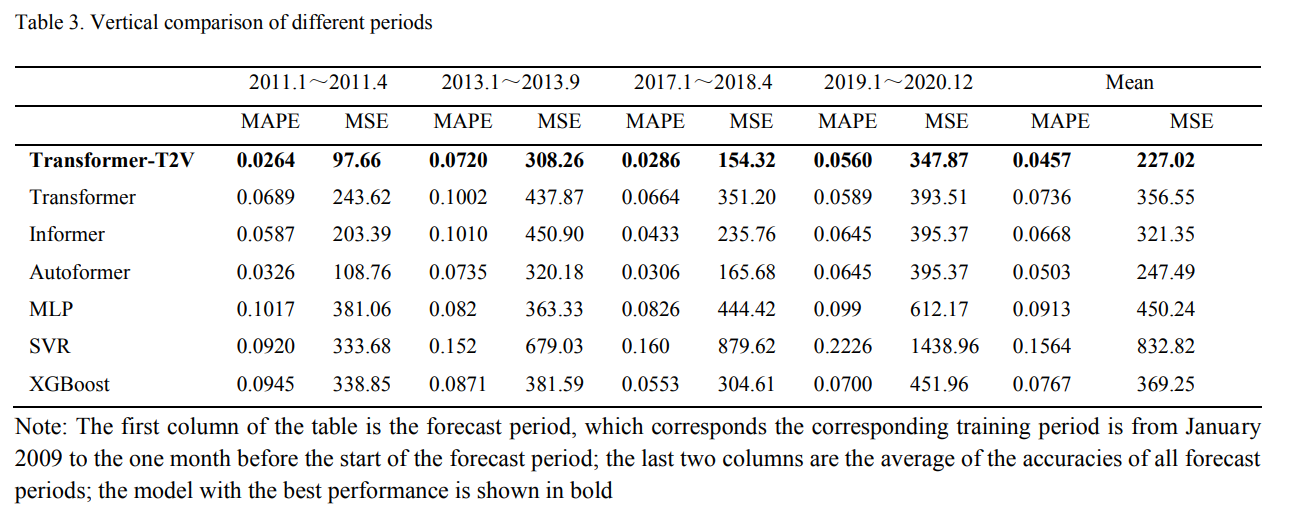 Table 3. Vertical comparison of different periods
2011.1～2011.4 2013.1～2013.9 2017.1～2018.4 2019.1～2020.12 Mean
MAPE MSE MAPE MSE MAPE MSE MAPE MSE MAPE MSE
Transformer-T2V 0.0264 97.66 0.0720 308.26 0.0286 154.32 0.0560 347.87 0.0457 227.02
Transformer 0.0689 243.62 0.1002 437.87 0.0664 351.20 0.0589 393.51 0.0736 356.55
Informer 0.0587 203.39 0.1010 450.90 0.0433 235.76 0.0645 395.37 0.0668 321.35
Autoformer 0.0326 108.76 0.0735 320.18 0.0306 165.68 0.0645 395.37 0.0503 247.49
MLP 0.1017 381.06 0.082 363.33 0.0826 444.42 0.099 612.17 0.0913 450.24
SVR 0.0920 333.68 0.152 679.03 0.160 879.62 0.2226 1438.96 0.1564 832.82
XGBoost 0.0945 338.85 0.0871 381.59 0.0553 304.61 0.0700 451.96 0.0767 369.25
Note: The first column of the table is the forecast period, which corresponds the corresponding training period is from January
2009 to the one month before the start of the forecast period; the last two columns are the average of the accuracies of all forecast
periods; the model with the best performance is shown in bold